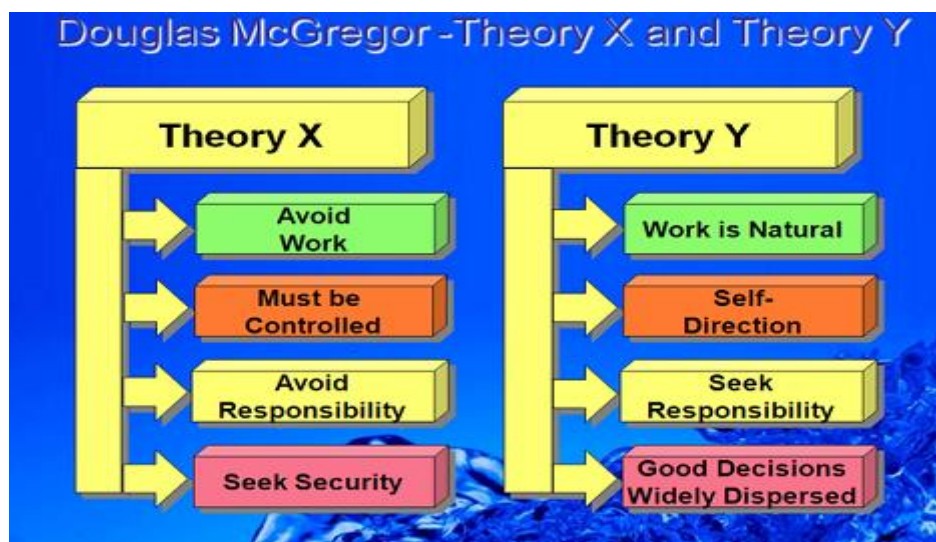 Douglas McGregor -Theory X and Theory Y
Theory X
Avoid
Work
Must be
Controlled
Avoid
Responsibility
Seek Security
Theory Y
Work is Natural
Self-
Direction
Seek
Responsibility
Good Decisions
Widely Dispersed